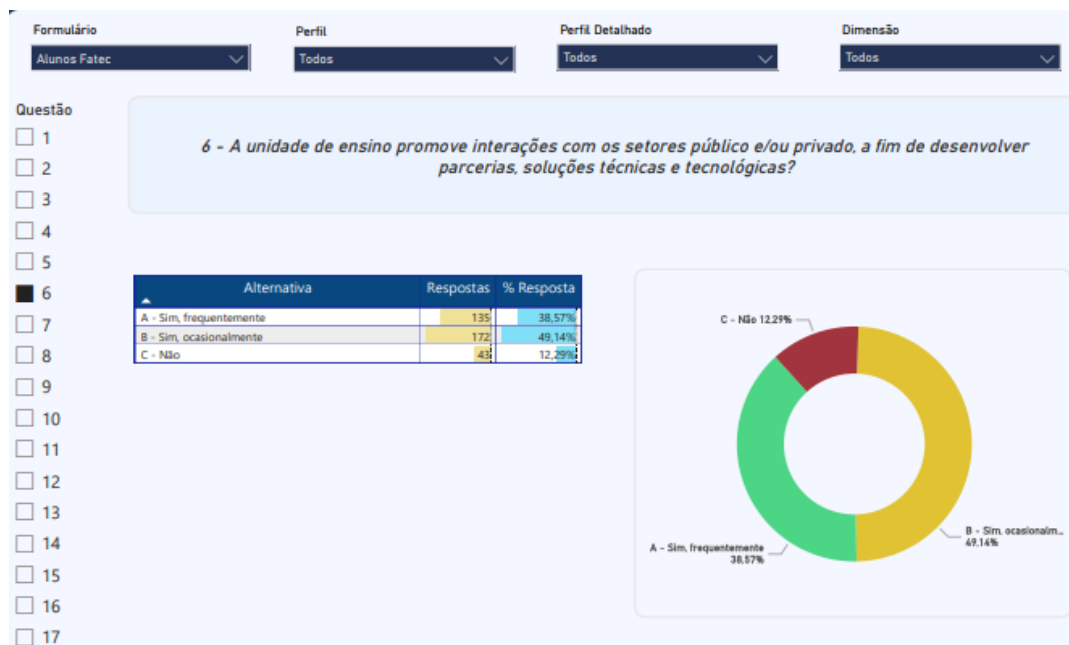 Formulário
Perfil
Perfil Detalhado
Dimensão
Alunos Fatec
Todos
Todos
Todos
Questão
1
2
3
4
5
6
7
8
9
10
11
12
13
14
15
16
17
6 - A unidade de ensino promove interações com os setores público e/ou privado, a fim de desenvolver
parcerias, soluções técnicas e tecnológicas?
Alternativa Respostas % Resposta
A - Sim, frequentemente 135 38,57%
B - Sim, ocasionalmente 172 49,14%
C - Não 43 12,29%
C - Não 12,29%
B - Sim, ocasionalm...
49,14%
A - Sim, frequentemente
38,57%